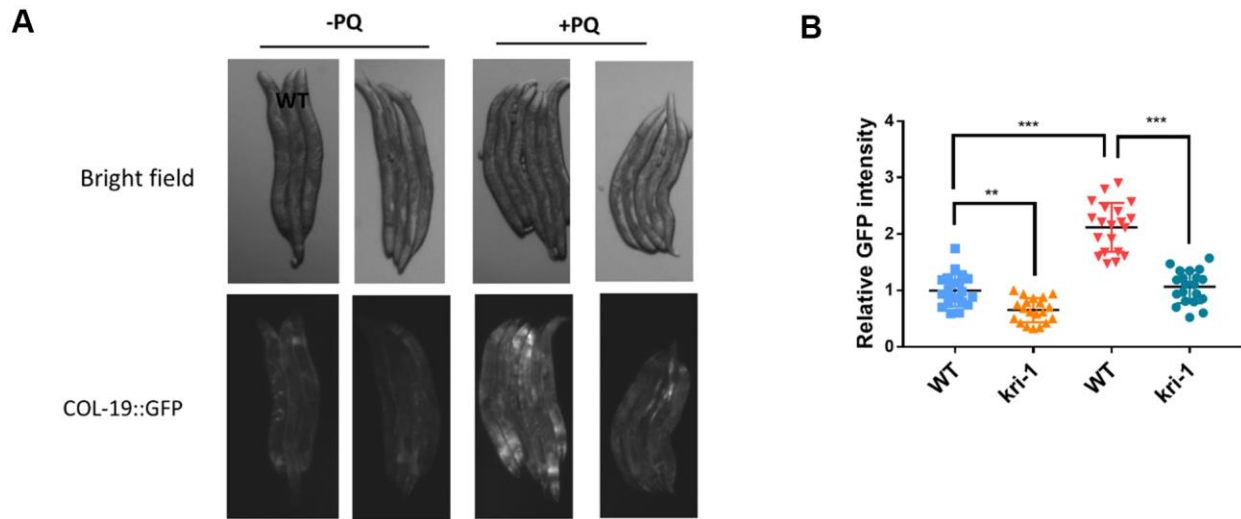 A
-PQ
+PQ
WT
Bright field
COL-19::GFP
B
Relative GFP intensity
4
3
2
1
0
***
***
**
WT
kri-1
WT
kri-1